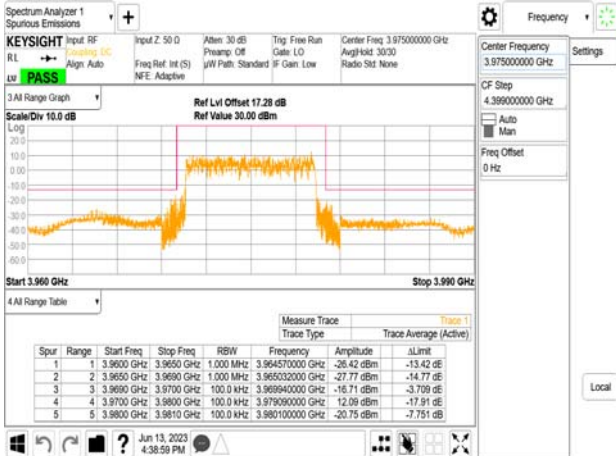 Spectrum Analyzer 1
Spurious Emissions
Frequency
KEYSIGHT
Input: RF
Coupling: DC
Align: Auto
RL
LW
PASS
Input Z: 50 Ω
Freq Ref: Int (S)
NFE: Adaptive
Atten: 30 dB
Preamp: Off
µW Path: Standard
Trig: Free Run
Gate: LO
IF Gain: Low
Center Freq: 3.975000000 GHz
Avg|Hold: 30/30
Radio Std: None
Center Frequency
3.975000000 GHz
Settings
CF Step
4.399000000 GHz
Auto
Man
Freq Offset
0 Hz
Local
3 All Range Graph
Scale/Div 10.0 dB
Ref Lvl Offset 17.28 dB
Ref Value 30.00 dBm
Log
20.0
10.0
0.00
-10.0
-20.0
-30.0
-40.0
-50.0
-60.0
Start 3.960 GHz
Stop 3.990 GHz
4 All Range Table
Measure Trace Trace 1
Trace Type Trace Average (Active)
Spur Range Start Freq Stop Freq RBW Frequency Amplitude ΔLimit
1 1 3.9600 GHz 3.9650 GHz 1.000 MHz 3.964570000 GHz -26.42 dBm -13.42 dB
2 2 3.9650 GHz 3.9690 GHz 1.000 MHz 3.965032000 GHz -27.77 dBm -14.77 dB
3 3 3.9690 GHz 3.9700 GHz 100.0 kHz 3.969940000 GHz -16.71 dBm -3.709 dB
4 4 3.9700 GHz 3.9800 GHz 100.0 kHz 3.979090000 GHz 12.09 dBm -17.91 dB
5 5 3.9800 GHz 3.9810 GHz 100.0 kHz 3.980100000 GHz -20.75 dBm -7.751 dB
Jun 13, 2023
4:38:59 PM